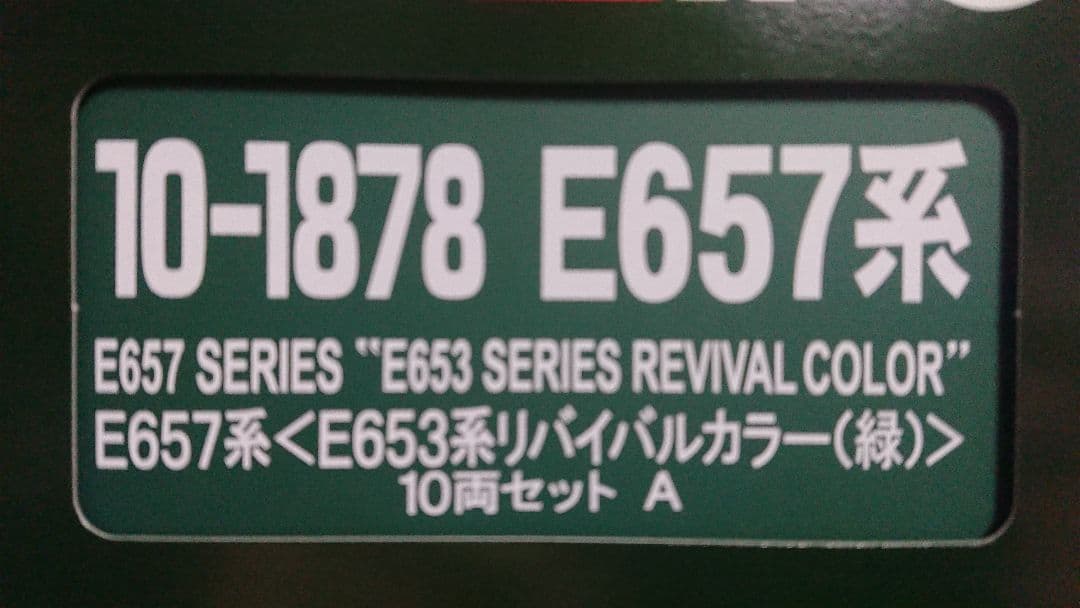 10-1878 E657系
E657 SERIES “E653 SERIES REVIVAL COLOR”
E657系<E653系リバイバルカラー(緑)>
10両セット A